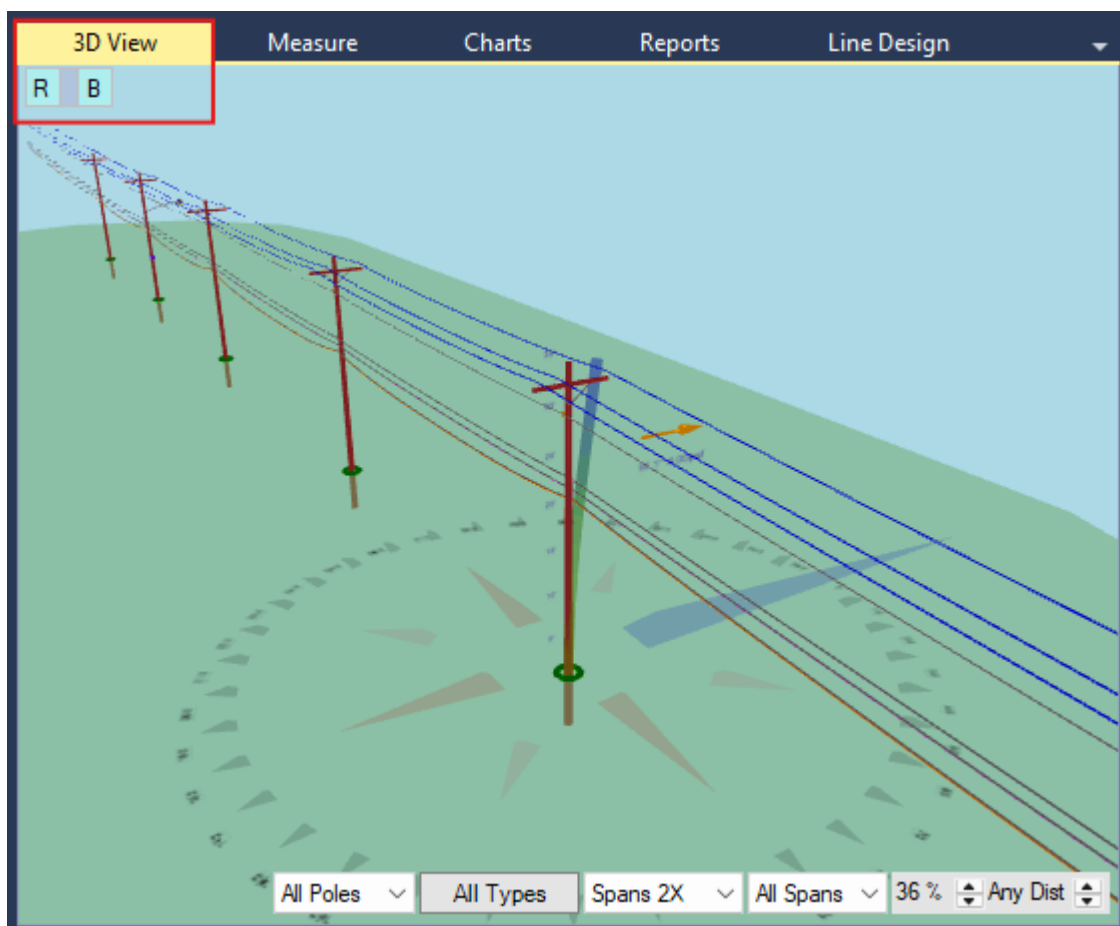 3D View Measure Charts Reports Line Design
R B
All Poles All Types Spans 2X All Spans 36 % Any Dist